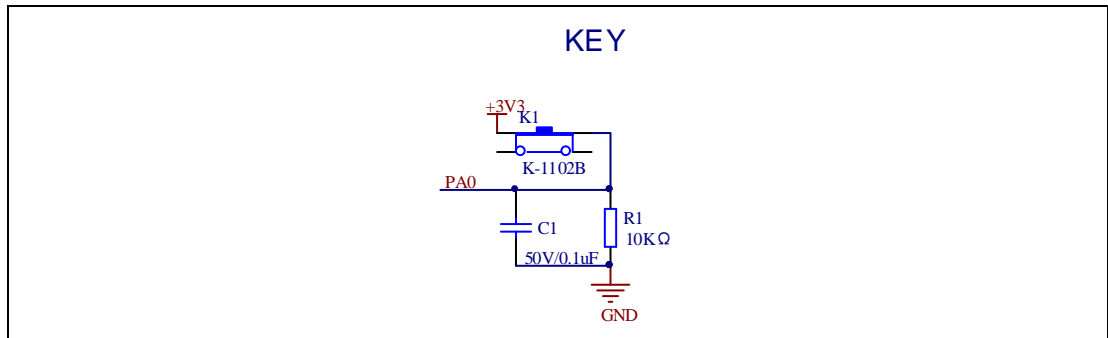 KEY
+3V3
K1
K-1102B
PA0
C1
R1
10KΩ
50V/0.1uF
GND